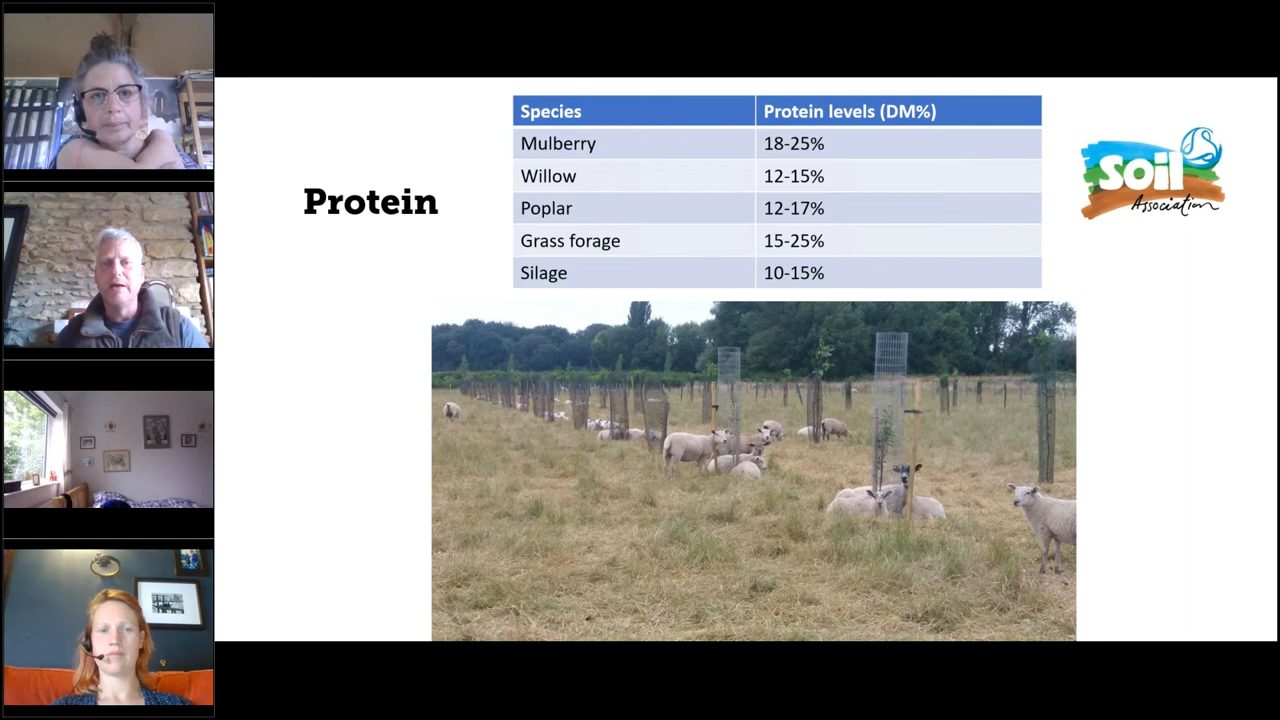 Protein
Species Protein levels (DM%)
Mulberry 18-25%
Willow 12-15%
Poplar 12-17%
Grass forage 15-25%
Silage 10-15%
Soil
Association